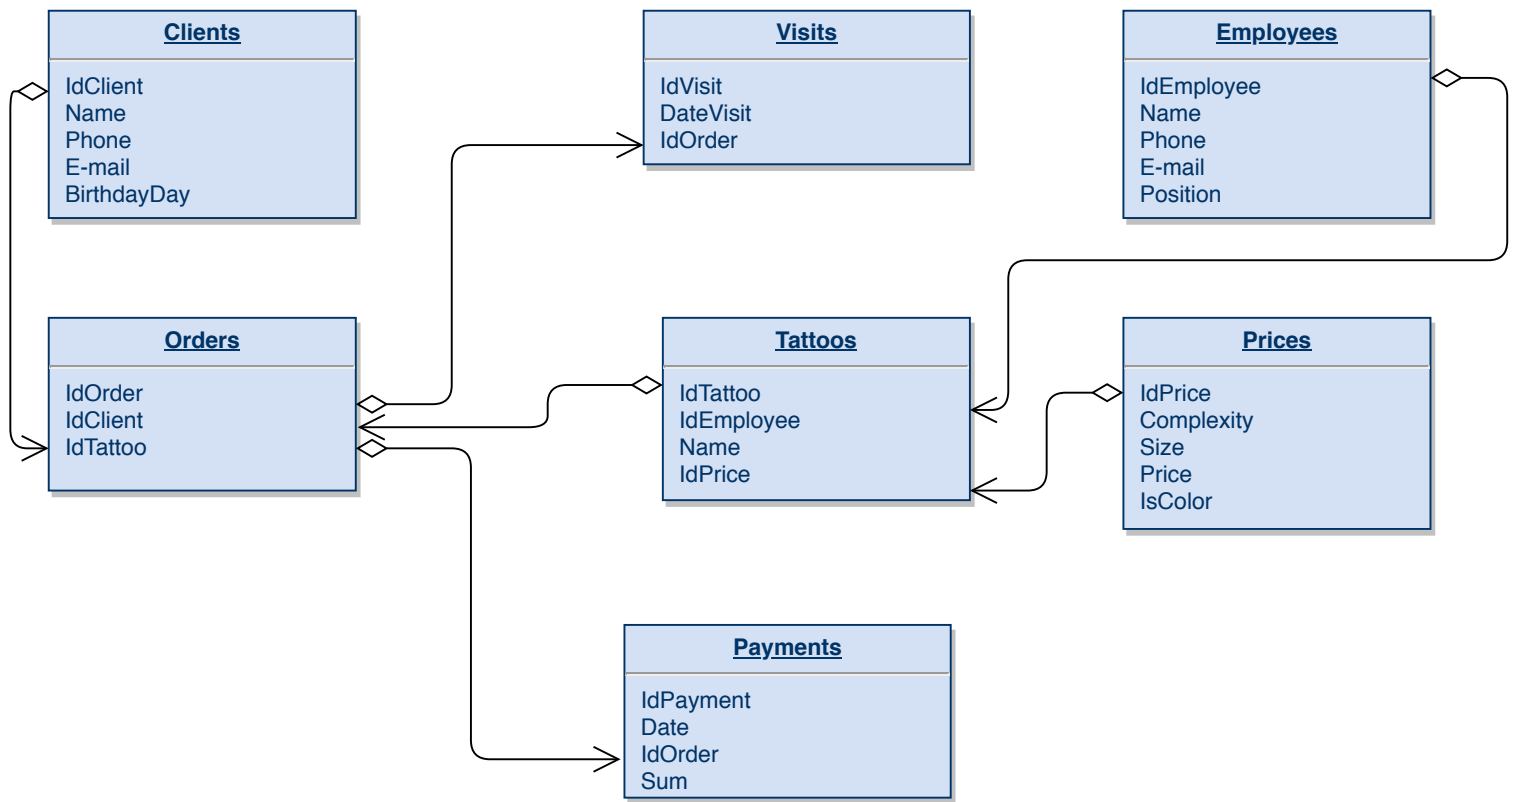 Clients
IdClient
Name
Phone
E-mail
BirthdayDay
Visits
IdVisit
DateVisit
IdOrder
Employees
IdEmployee
Name
Phone
E-mail
Position
Orders
IdOrder
IdClient
IdTattoo
Tattoos
IdTattoo
IdEmployee
Name
IdPrice
Prices
IdPrice
Complexity
Size
Price
IsColor
Payments
IdPayment
Date
IdOrder
Sum